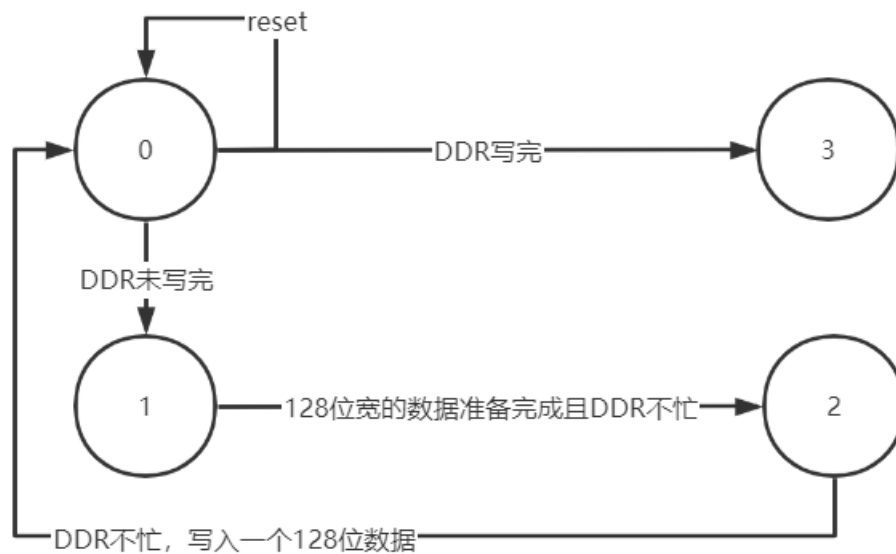 reset
0
DDR写完
3
DDR未写完
1
128位宽的数据准备完成且DDR不忙
2
DDR不忙，写入一个128位数据